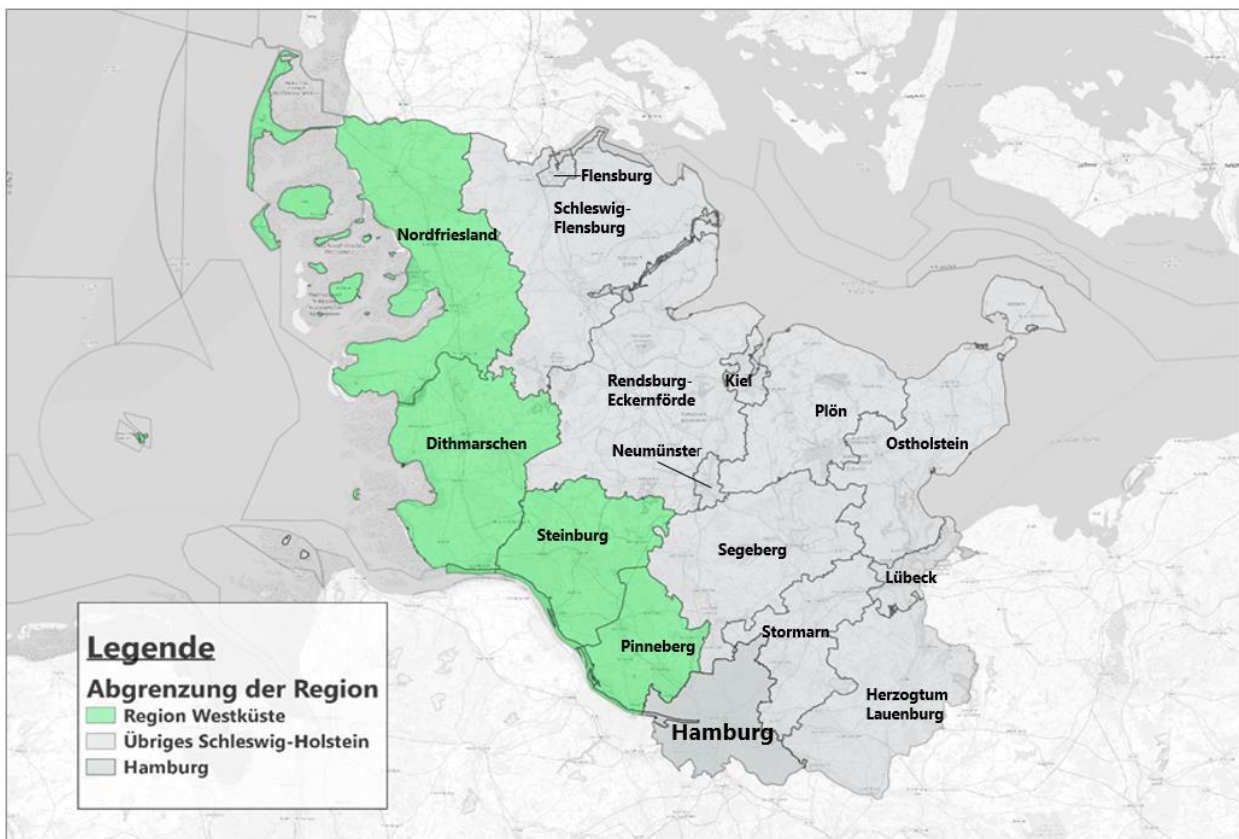 Flensburg
Schleswig-
Flensburg
Nordfriesland
Rendsburg-
Eckernförde
Kiel
Plön
Ostholstein
Neumünster
Dithmarschen
Steinburg
Segeberg
Lübeck
Stormarn
Pinneberg
Herzogtum
Lauenburg
Hamburg
Legende
Abgrenzung der Region
Region Westküste
Übriges Schleswig-Holstein
Hamburg